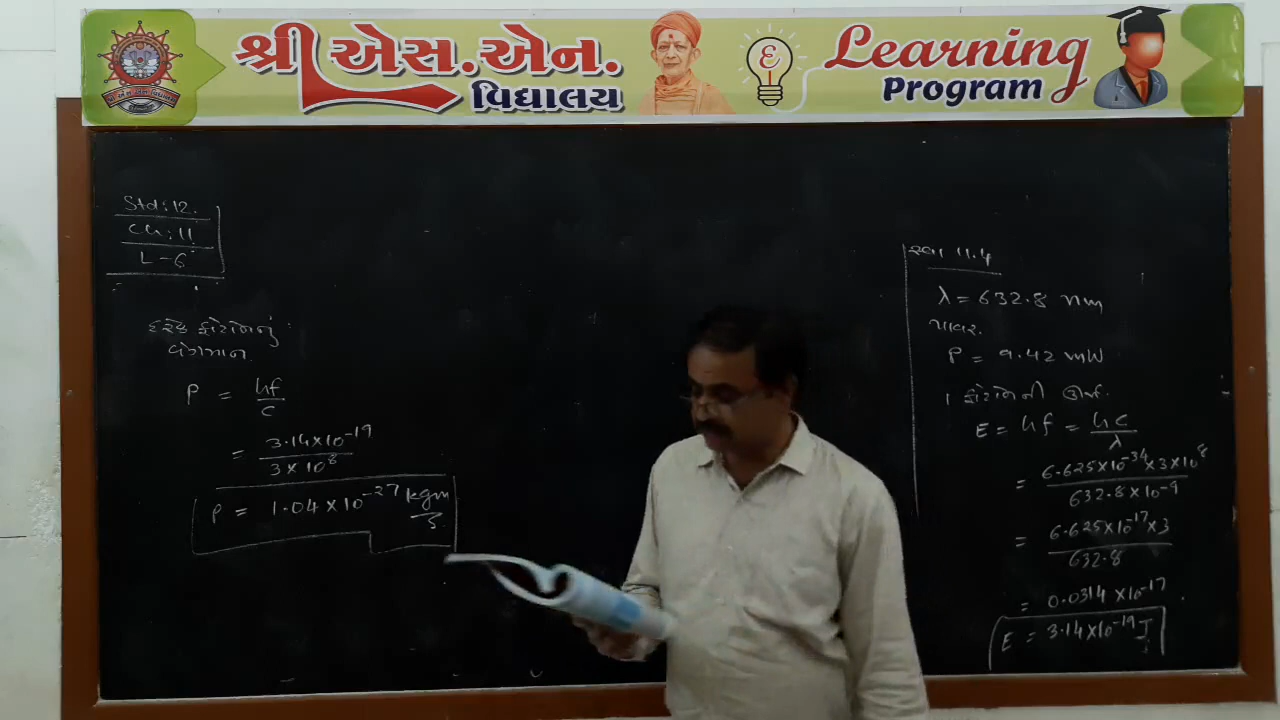 શ્રી એસ.એન.
વિદ્યાલય
Learning
Program
Std:12.
Ch:11
L-6
દરેક ફોટોનનું :
વેગમાન.
P = hf/c
= 3.14×10⁻¹⁹/3×10⁸
P = 1.04×10⁻²⁷ kgm/s
સ્વા 11.4
λ = 632.8 nm
પાવર.
P = 9.42 mW
1 ફોટોનની ઊર્જા.
E = hf = hc/λ
= 6.625×10⁻³⁴×3×10⁸/632.8×10⁻⁹
= 6.625×10⁻¹⁷×3/632.8
= 0.0314×10⁻¹⁷
E = 3.14×10⁻¹⁹ J